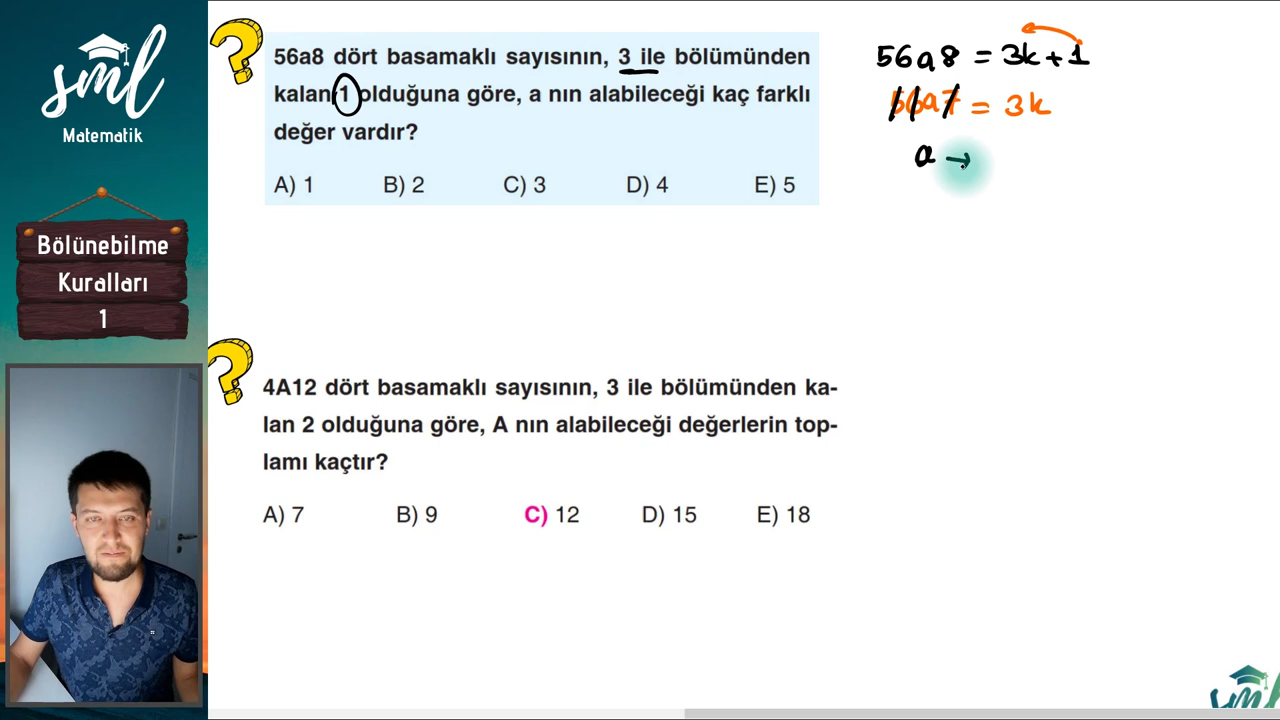 sml
Matematik
Bölünebilme
Kuralları
1
56a8 dört basamaklı sayısının, 3 ile bölümünden
kalan 1 olduğuna göre, a nın alabileceği kaç farklı
değer vardır?
A) 1 B) 2 C) 3 D) 4 E) 5
56a8 = 3k + 1
56a7 = 3k
a →
4A12 dört basamaklı sayısının, 3 ile bölümünden ka-
lan 2 olduğuna göre, A nın alabileceği değerlerin top-
lamı kaçtır?
A) 7 B) 9 C) 12 D) 15 E) 18
sml